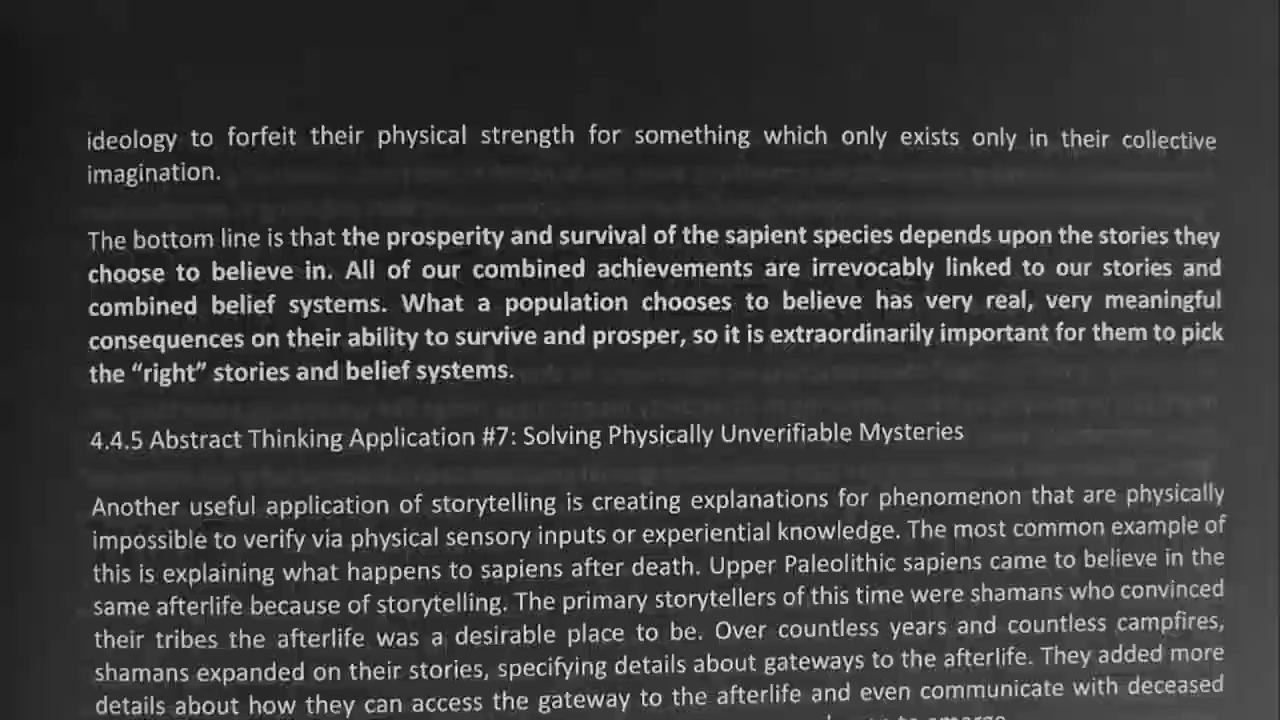 ideology to forfeit their physical strength for something which only exists only in their collective
imagination.
The bottom line is that the prosperity and survival of the sapient species depends upon the stories they
choose to believe in. All of our combined achievements are irrevocably linked to our stories and
combined belief systems. What a population chooses to believe has very real, very meaningful
consequences on their ability to survive and prosper, so it is extraordinarily important for them to pick
the “right” stories and belief systems.
4.4.5 Abstract Thinking Application #7: Solving Physically Unverifiable Mysteries
Another useful application of storytelling is creating explanations for phenomenon that are physically
impossible to verify via physical sensory inputs or experiential knowledge. The most common example of
this is explaining what happens to sapiens after death. Upper Paleolithic sapiens came to believe in the
same afterlife because of storytelling. The primary storytellers of this time were shamans who convinced
their tribes the afterlife was a desirable place to be. Over countless years and countless campfires,
shamans expanded on their stories, specifying details about gateways to the afterlife. They added more
details about how they can access the gateway to the afterlife and even communicate with deceased
to emerge